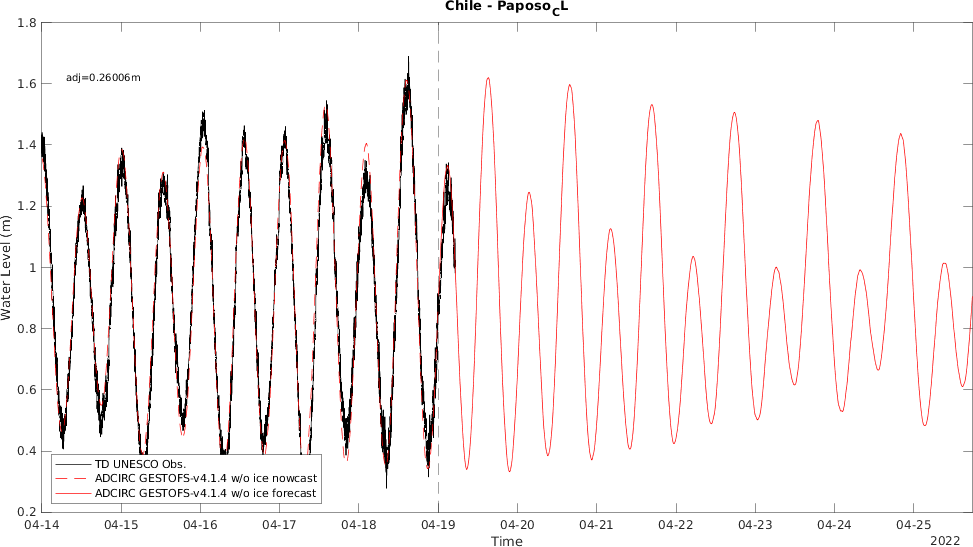 Chile - PaposoCL
1.8
1.6
1.4
1.2
1
0.8
0.6
0.4
0.2
Water Level (m)
adj=0.26006m
TD UNESCO Obs.
ADCIRC GESTOFS-v4.1.4 w/o ice nowcast
ADCIRC GESTOFS-v4.1.4 w/o ice forecast
04-14 04-15 04-16 04-17 04-18 04-19 04-20 04-21 04-22 04-23 04-24 04-25
Time
2022